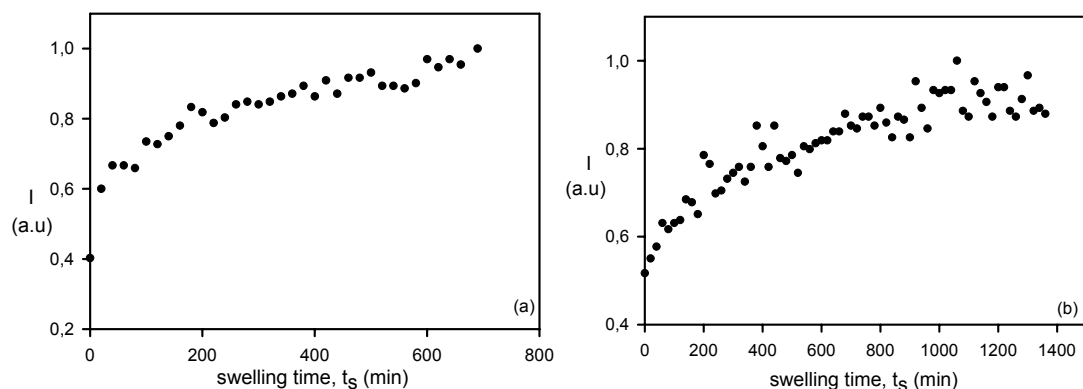 1,0
0,8
0,6
0,4
0,2
I
(a.u)
0 200 400 600 800
swelling time, ts (min)
(a)
1,0
0,8
0,6
0,4
I
(a.u)
0 200 400 600 800 1000 1200 1400
swelling time, ts (min)
(b)